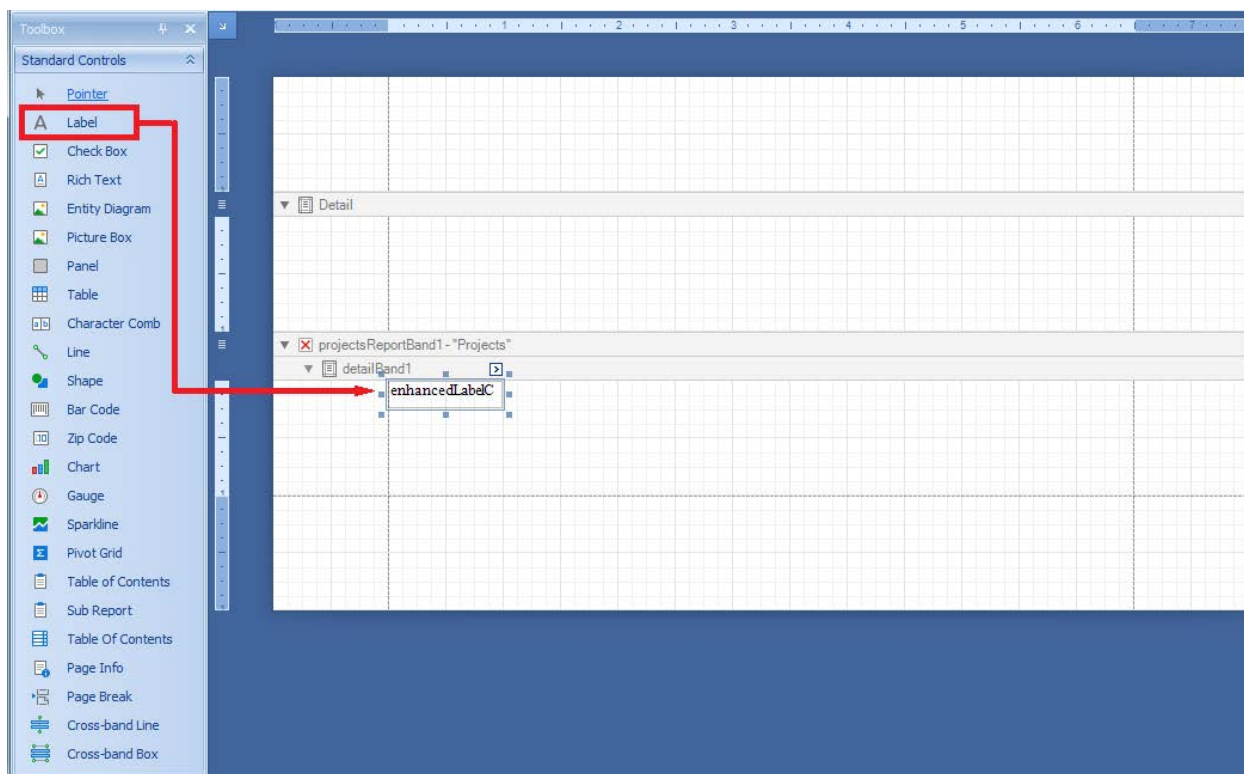 Toolbox
1 2 3 4 5 6 7
Standard Controls
Pointer
A Label
Check Box
A Rich Text
Entity Diagram
Picture Box
Panel
Table
ab Character Comb
Line
Shape
Bar Code
10 Zip Code
Chart
Gauge
Sparkline
Σ Pivot Grid
Table of Contents
Sub Report
Table Of Contents
Page Info
Page Break
Cross-band Line
Cross-band Box
Detail
projectsReportBand1 - "Projects"
detailBand1
enhancedLabelC